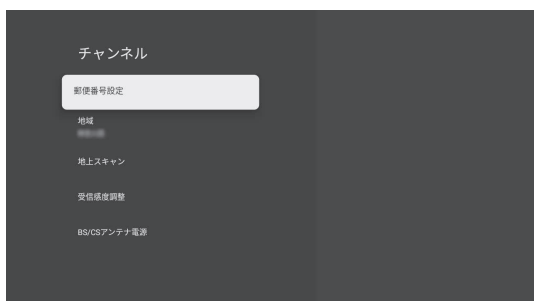 チャンネル
郵便番号設定
地域
地上スキャン
受信感度調整
BS/CSアンテナ電源